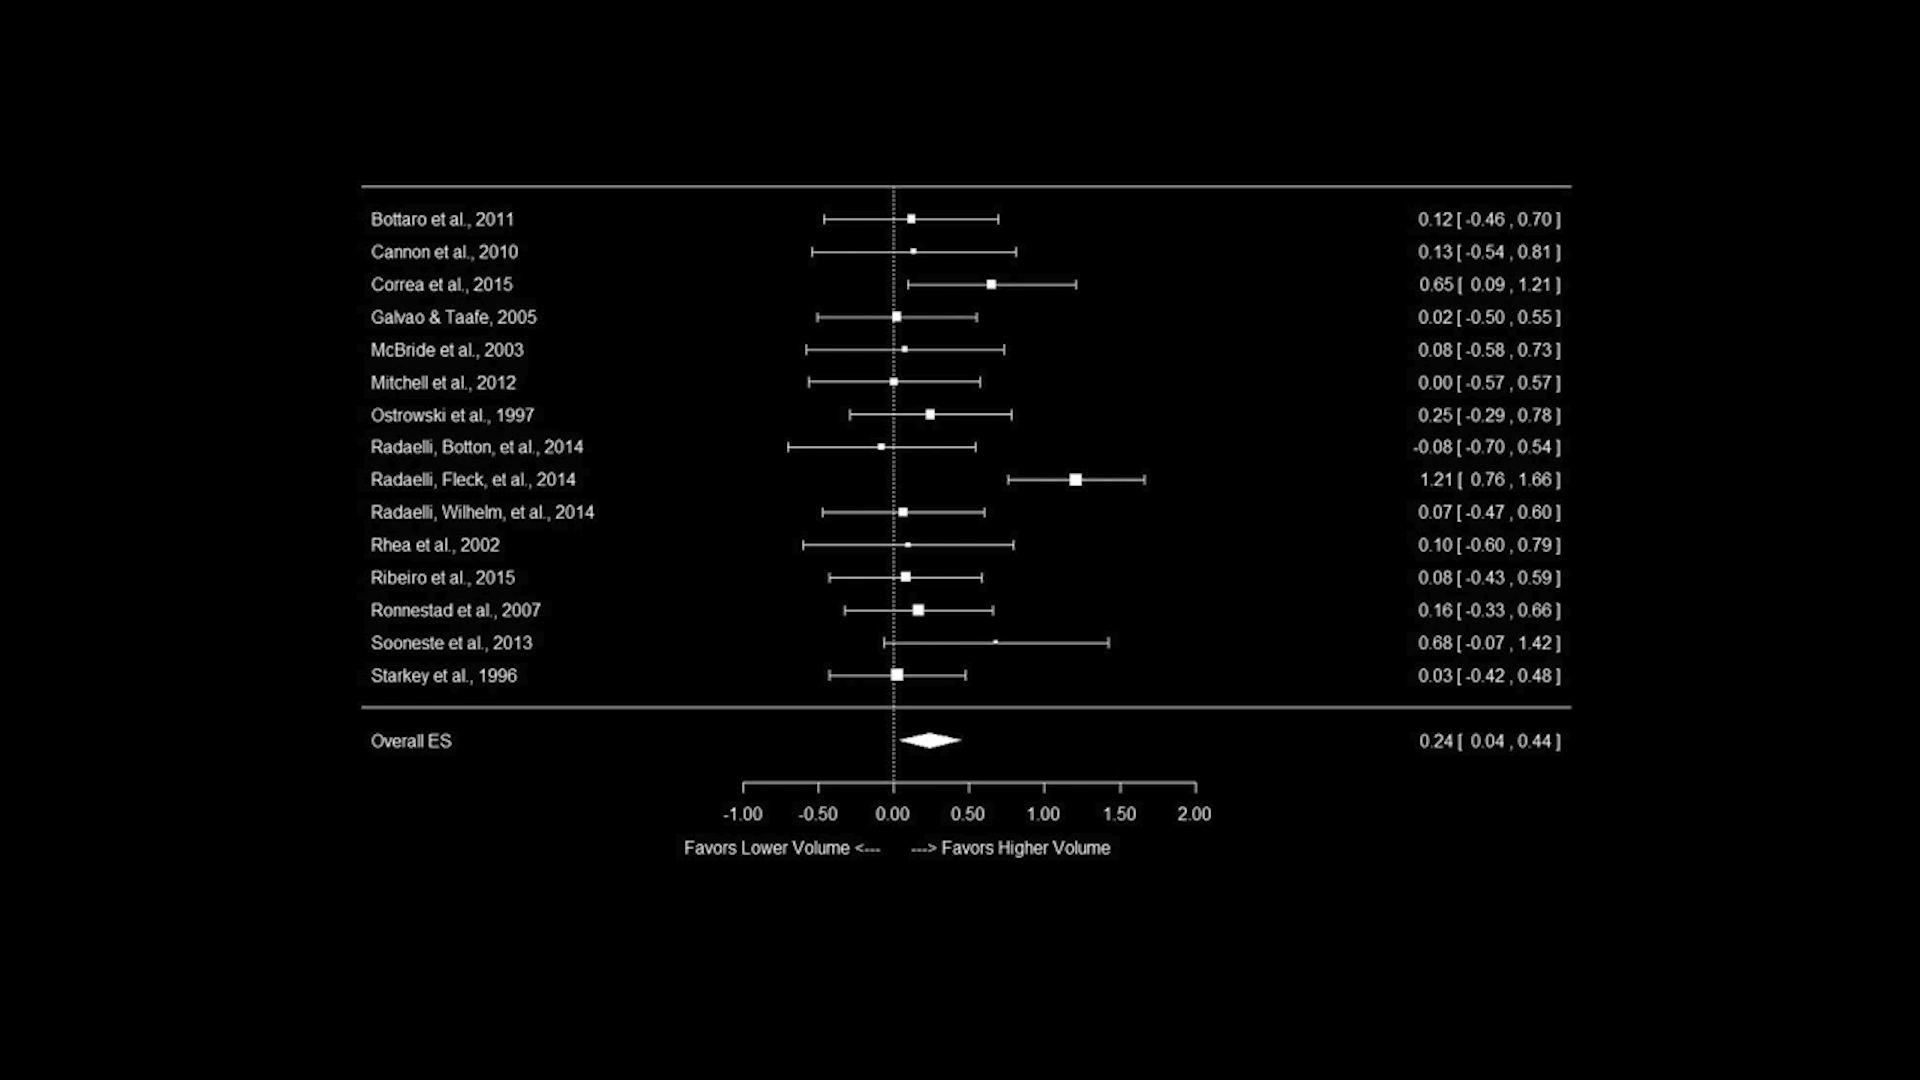 Bottaro et al., 2011 0.12 [ -0.46 , 0.70 ]
Cannon et al., 2010 0.13 [ -0.54 , 0.81 ]
Correa et al., 2015 0.65 [ 0.09 , 1.21 ]
Galvao & Taafe, 2005 0.02 [ -0.50 , 0.55 ]
McBride et al., 2003 0.08 [ -0.58 , 0.73 ]
Mitchell et al., 2012 0.00 [ -0.57 , 0.57 ]
Ostrowski et al., 1997 0.25 [ -0.29 , 0.78 ]
Radaelli, Botton, et al., 2014 -0.08 [ -0.70 , 0.54 ]
Radaelli, Fleck, et al., 2014 1.21 [ 0.76 , 1.66 ]
Radaelli, Wilhelm, et al., 2014 0.07 [ -0.47 , 0.60 ]
Rhea et al., 2002 0.10 [ -0.60 , 0.79 ]
Ribeiro et al., 2015 0.08 [ -0.43 , 0.59 ]
Ronnestad et al., 2007 0.16 [ -0.33 , 0.66 ]
Sooneste et al., 2013 0.68 [ -0.07 , 1.42 ]
Starkey et al., 1996 0.03 [ -0.42 , 0.48 ]
Overall ES 0.24 [ 0.04 , 0.44 ]
-1.00 -0.50 0.00 0.50 1.00 1.50 2.00
Favors Lower Volume <--- ---> Favors Higher Volume